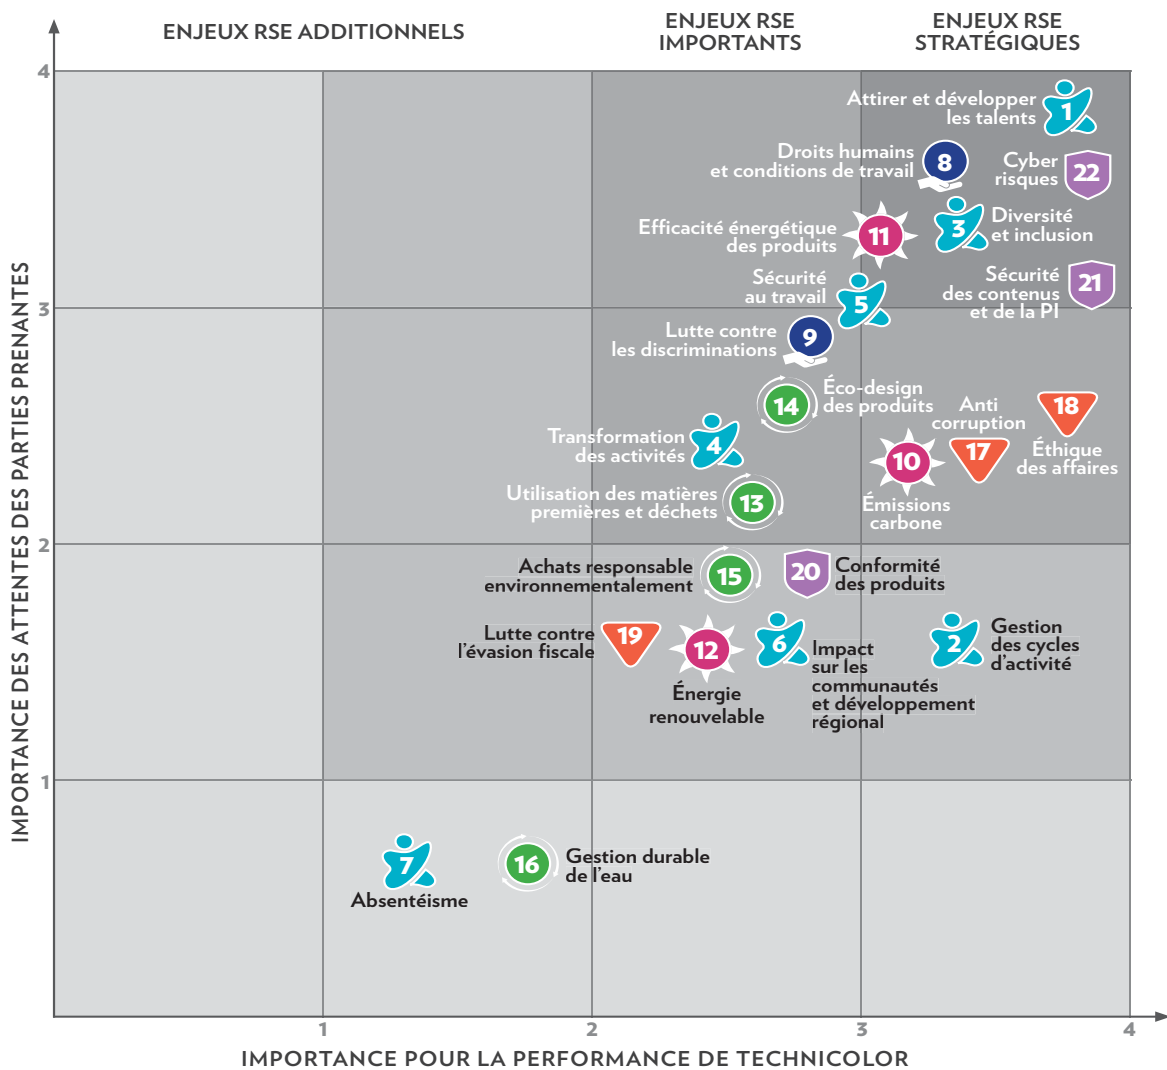 ENJEUX RSE ADDITIONNELS
ENJEUX RSE
IMPORTANTS
ENJEUX RSE
STRATÉGIQUES
IMPORTANCE DES ATTENTES DES PARTIES PRENANTES
4
3
2
1
Attirer et développer
les talents
1
Droits humains
et conditions de travail
8
Cyber
risques
22
Efficacité énergétique
des produits
11
3
Diversité
et inclusion
Sécurité
au travail
5
Sécurité
des contenus
et de la PI
21
Lutte contre
les discriminations
9
14
Éco-design
des produits
Transformation
des activités
4
10
Émissions
carbone
Anti
corruption
17
18
Éthique
des affaires
Utilisation des matières
premières et déchets
13
Achats responsable
environnementalement
15
20
Conformité
des produits
Lutte contre
l'évasion fiscale
19
12
Énergie
renouvelable
6
Impact
sur les
communautés
et développement
régional
2
Gestion
des cycles
d'activité
7
Absentéisme
16
Gestion durable
de l'eau
1
2
3
4
IMPORTANCE POUR LA PERFORMANCE DE TECHNICOLOR